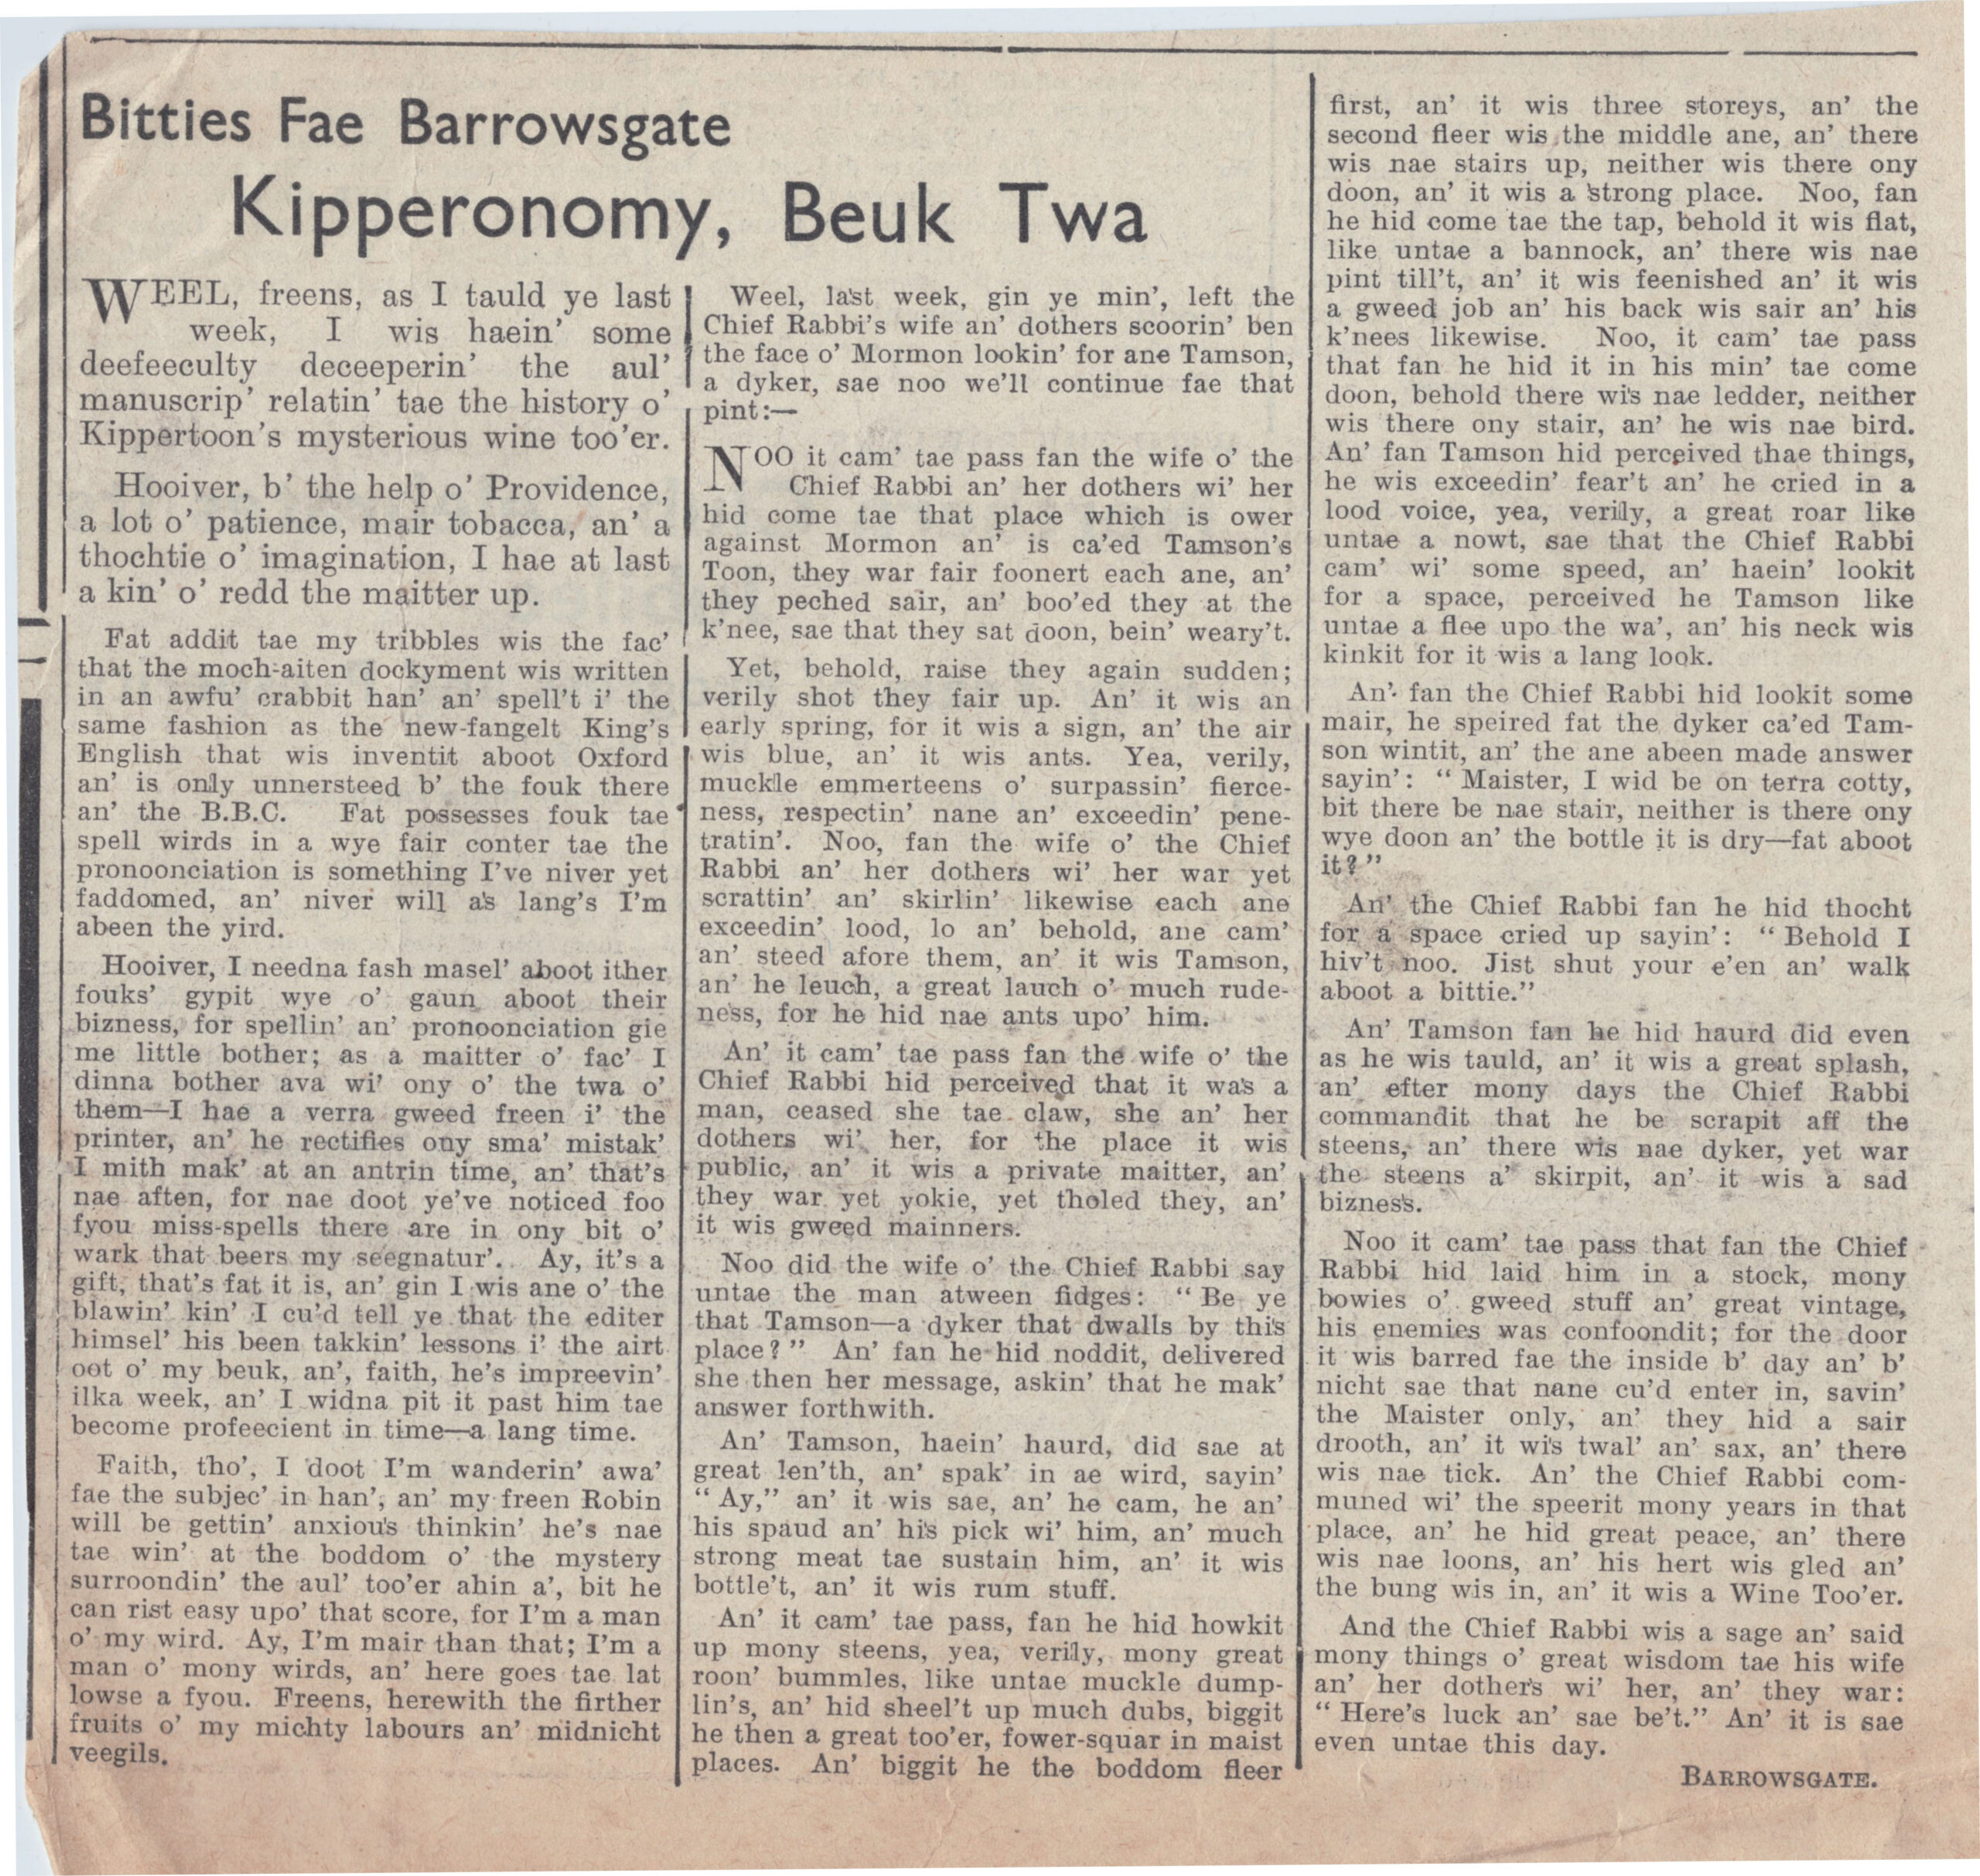 Bitties Fae Barrowsgate
Kipperonomy, Beuk Twa
WEEL, freens, as I tauld ye last
week, I wis haein' some
deefeeculty deceeperin' the aul'
manuscrip' relatin' tae the history o'
Kippertoon's mysterious wine too'er.
Hooiver, b' the help o' Providence,
a lot o' patience, mair tobacca, an' a
thochtie o' imagination, I hae at last
a kin' o' redd the maitter up.
Fat addit tae my tribbles wis the fac'
that the moch-aiten dockyment wis written
in an awfu' crabbit han' an' spell't i' the
same fashion as the new-fangelt King's
English that wis inventit aboot Oxford
an' is only unnersteed b' the fouk there
an' the B.B.C. Fat possesses fouk tae
spell wirds in a wye fair conter tae the
pronoonciation is something I've niver yet
faddomed, an' niver will as lang's I'm
abeen the yird.
Hooiver, I needna fash masel' aboot ither
fouks' gypit wye o' gaun aboot their
bizness, for spellin' an' pronoonciation gie
me little bother; as a maitter o' fac' I
dinna bother ava wi' ony o' the twa o'
them—I hae a verra gweed freen i' the
printer, an' he rectifies ony sma' mistak'
I mith mak' at an antrin time, an' that's
nae aften, for nae doot ye've noticed foo
fyou miss-spells there are in ony bit o'
wark that beers my seegnatur'. Ay, it's a
gift, that's fat it is, an' gin I wis ane o' the
blawin' kin' I cu'd tell ye that the editer
himsel' his been takkin' lessons i' the airt
oot o' my beuk, an', faith, he's impreevin'
ilka week, an' I widna pit it past him tae
become profeecient in time—a lang time.
Faith, tho', I doot I'm wanderin' awa'
fae the subjec' in han', an' my freen Robin
will be gettin' anxious thinkin' he's nae
tae win' at the boddom o' the mystery
surroondin' the aul' too'er ahin a', bit he
can rist easy upo' that score, for I'm a man
o' my wird. Ay, I'm mair than that; I'm a
man o' mony wirds, an' here goes tae lat
lowse a fyou. Freens, herewith the firther
fruits o' my michty labours an' midnicht
veegils.
Weel, last week, gin ye min', left the
Chief Rabbi's wife an' dothers scoorin' ben
the face o' Mormon lookin' for ane Tamson,
a dyker, sae noo we'll continue fae that
pint:—
NOO it cam' tae pass fan the wife o' the
Chief Rabbi an' her dothers wi' her
hid come tae that place which is ower
against Mormon an' is ca'ed Tamson's
Toon, they war fair foonert each ane, an'
they peched sair, an' boo'ed they at the
k'nee, sae that they sat doon, bein' weary't.
Yet, behold, raise they again sudden;
verily shot they fair up. An' it wis an
early spring, for it wis a sign, an' the air
wis blue, an' it wis ants. Yea, verily,
muckle emmerteens o' surpassin' fierce-
ness, respectin' nane an' exceedin' pene-
tratin'. Noo, fan the wife o' the Chief
Rabbi an' her dothers wi' her war yet
scrattin' an' skirlin' likewise each ane
exceedin' lood, lo an' behold, ane cam'
an' steed afore them, an' it wis Tamson,
an' he leuch, a great lauch o' much rude-
ness, for he hid nae ants upo' him.
An' it cam' tae pass fan the wife o' the
Chief Rabbi hid perceived that it was a
man, ceased she tae claw, she an' her
dothers wi' her, for the place it wis
public, an' it wis a private maitter, an'
they war yet yokie, yet tholed they, an'
it wis gweed mainners.
Noo did the wife o' the Chief Rabbi say
untae the man atween fidges: "Be ye
that Tamson—a dyker that dwalls by this
place?" An' fan he hid noddit, delivered
she then her message, askin' that he mak'
answer forthwith.
An' Tamson, haein' haurd, did sae at
great len'th, an' spak' in ae wird, sayin'
"Ay," an' it wis sae, an' he cam, he an'
his spaud an' his pick wi' him, an' much
strong meat tae sustain him, an' it wis
bottle't, an' it wis rum stuff.
An' it cam' tae pass, fan he hid howkit
up mony steens, yea, verily, mony great
roon' bummles, like untae muckle dump-
lin's, an' hid sheel't up much dubs, biggit
he then a great too'er, fower-squar in maist
places. An' biggit he the boddom fleer
first, an' it wis three storeys, an' the
second fleer wis the middle ane, an' there
wis nae stairs up, neither wis there ony
doon, an' it wis a strong place. Noo, fan
he hid come tae the tap, behold it wis flat,
like untae a bannock, an' there wis nae
pint till't, an' it wis feenished an' it wis
a gweed job an' his back wis sair an' his
k'nees likewise. Noo, it cam' tae pass
that fan he hid it in his min' tae come
doon, behold there wis nae ledder, neither
wis there ony stair, an' he wis nae bird.
An' fan Tamson hid perceived thae things,
he wis exceedin' fear't an' he cried in a
lood voice, yea, verily, a great roar like
untae a nowt, sae that the Chief Rabbi
cam' wi' some speed, an' haein' lookit
for a space, perceived he Tamson like
untae a flee upo the wa', an' his neck wis
kinkit for it wis a lang look.
An' fan the Chief Rabbi hid lookit some
mair, he speired fat the dyker ca'ed Tam-
son wintit, an' the ane abeen made answer
sayin': "Maister, I wid be on terra cotty,
bit there be nae stair, neither is there ony
wye doon an' the bottle it is dry—fat aboot
it?"
An' the Chief Rabbi fan he hid thocht
for a space cried up sayin': "Behold I
hiv't noo. Jist shut your e'en an' walk
aboot a bittie."
An' Tamson fan he hid haurd did even
as he wis tauld, an' it wis a great splash,
an' efter mony days the Chief Rabbi
commandit that he be scrapit aff the
steens, an' there wis nae dyker, yet war
the steens a' skirpit, an' it wis a sad
bizness.
Noo it cam' tae pass that fan the Chief
Rabbi hid laid him in a stock, mony
bowies o' gweed stuff an' great vintage,
his enemies was confoondit; for the door
it wis barred fae the inside b' day an' b'
nicht sae that nane cu'd enter in, savin'
the Maister only, an' they hid a sair
drooth, an' it wis twal' an' sax, an' there
wis nae tick. An' the Chief Rabbi com-
muned wi' the speerit mony years in that
place, an' he hid great peace, an' there
wis nae loons, an' his hert wis gled an'
the bung wis in, an' it wis a Wine Too'er.
And the Chief Rabbi wis a sage an' said
mony things o' great wisdom tae his wife
an' her dothers wi' her, an' they war:
"Here's luck an' sae be't." An' it is sae
even untae this day.
BARROWSGATE.